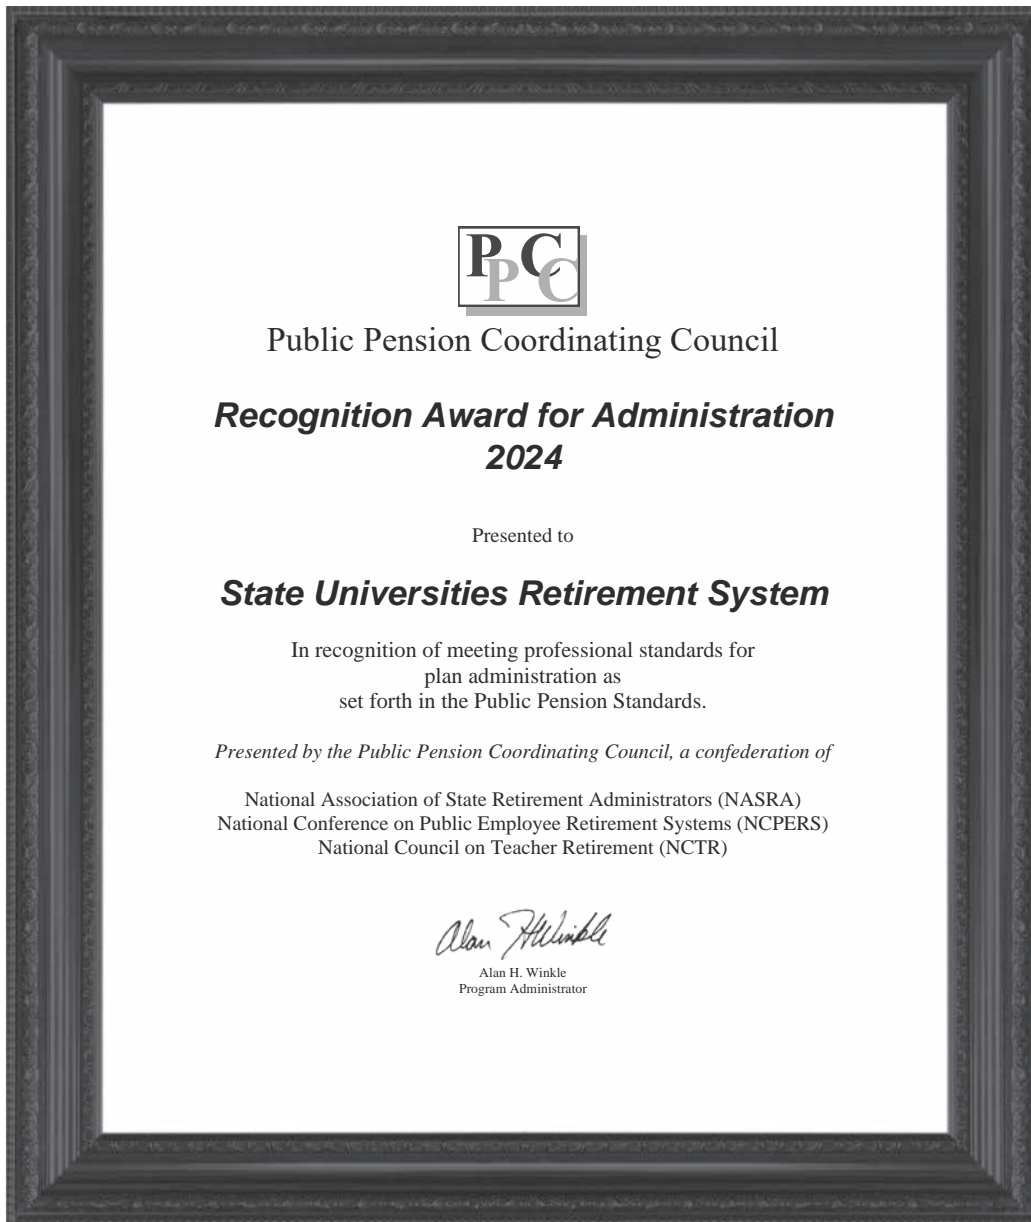 PPCC
Public Pension Coordinating Council
Recognition Award for Administration
2024
Presented to
State Universities Retirement System
In recognition of meeting professional standards for
plan administration as
set forth in the Public Pension Standards.
Presented by the Public Pension Coordinating Council, a confederation of
National Association of State Retirement Administrators (NASRA)
National Conference on Public Employee Retirement Systems (NCPERS)
National Council on Teacher Retirement (NCTR)
Alan H Winkle
Alan H. Winkle
Program Administrator